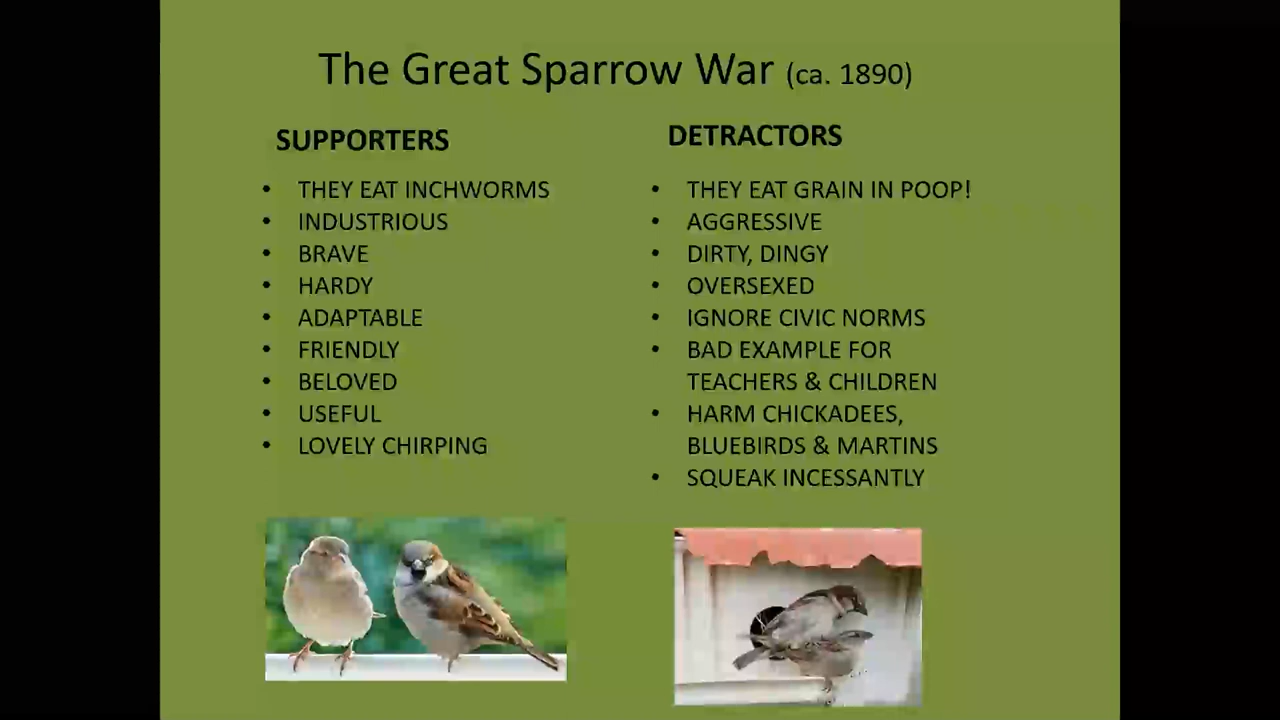 The Great Sparrow War (ca. 1890)
SUPPORTERS
• THEY EAT INCHWORMS
• INDUSTRIOUS
• BRAVE
• HARDY
• ADAPTABLE
• FRIENDLY
• BELOVED
• USEFUL
• LOVELY CHIRPING
DETRACTORS
• THEY EAT GRAIN IN POOP!
• AGGRESSIVE
• DIRTY, DINGY
• OVERSEXED
• IGNORE CIVIC NORMS
• BAD EXAMPLE FOR
TEACHERS & CHILDREN
• HARM CHICKADEES,
BLUEBIRDS & MARTINS
• SQUEAK INCESSANTLY